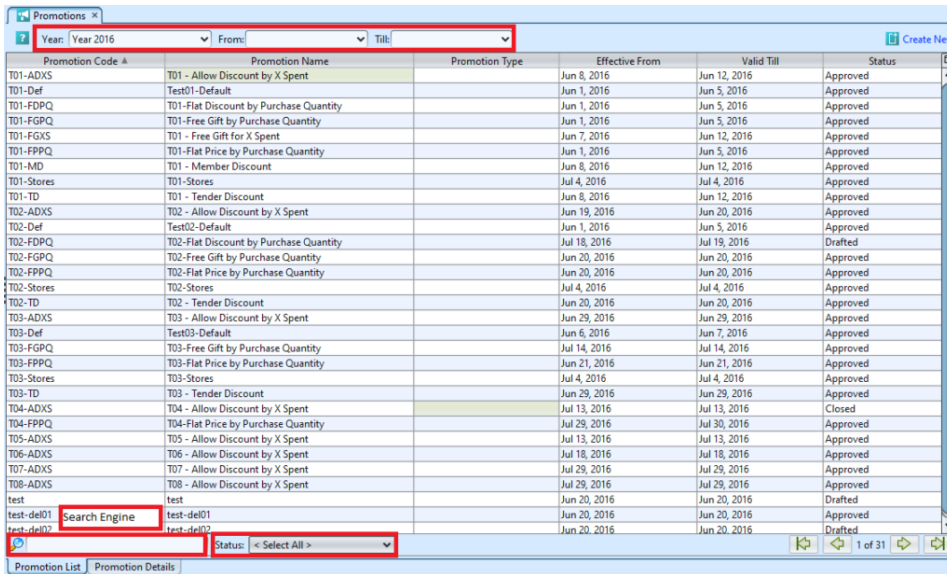 Promotions ×
? Year: Year 2016 From: Till: Create Ne
Promotion Code Promotion Name Promotion Type Effective From Valid Till Status
T01-ADXS T01 - Allow Discount by X Spent Jun 8, 2016 Jun 12, 2016 Approved
T01-Def Test01-Default Jun 1, 2016 Jun 5, 2016 Approved
T01-FDPQ T01-Flat Discount by Purchase Quantity Jun 1, 2016 Jun 5, 2016 Approved
T01-FGPQ T01-Free Gift by Purchase Quantity Jun 1, 2016 Jun 5, 2016 Approved
T01-FGXS T01 - Free Gift for X Spent Jun 7, 2016 Jun 12, 2016 Approved
T01-FPPQ T01-Flat Price by Purchase Quantity Jun 1, 2016 Jun 5, 2016 Approved
T01-MD T01 - Member Discount Jun 8, 2016 Jun 12, 2016 Approved
T01-Stores T01-Stores Jul 4, 2016 Jul 4, 2016 Approved
T01-TD T01 - Tender Discount Jun 8, 2016 Jun 12, 2016 Approved
T02-ADXS T02 - Allow Discount by X Spent Jun 19, 2016 Jun 20, 2016 Approved
T02-Def Test02-Default Jun 1, 2016 Jun 5, 2016 Approved
T02-FDPQ T02-Flat Discount by Purchase Quantity Jul 18, 2016 Jul 19, 2016 Drafted
T02-FGPQ T02-Free Gift by Purchase Quantity Jun 20, 2016 Jun 20, 2016 Approved
T02-FPPQ T02-Flat Price by Purchase Quantity Jun 20, 2016 Jun 20, 2016 Approved
T02-Stores T02-Stores Jul 4, 2016 Jul 4, 2016 Approved
T02-TD T02 - Tender Discount Jun 20, 2016 Jun 20, 2016 Approved
T03-ADXS T03 - Allow Discount by X Spent Jun 29, 2016 Jun 29, 2016 Approved
T03-Def Test03-Default Jun 6, 2016 Jun 7, 2016 Approved
T03-FGPQ T03-Free Gift by Purchase Quantity Jul 14, 2016 Jul 14, 2016 Approved
T03-FPPQ T03-Flat Price by Purchase Quantity Jun 21, 2016 Jun 21, 2016 Approved
T03-Stores T03-Stores Jul 4, 2016 Jul 4, 2016 Approved
T03-TD T03 - Tender Discount Jun 29, 2016 Jun 29, 2016 Approved
T04-ADXS T04 - Allow Discount by X Spent Jul 13, 2016 Jul 13, 2016 Closed
T04-FPPQ T04-Flat Price by Purchase Quantity Jul 29, 2016 Jul 30, 2016 Approved
T05-ADXS T05 - Allow Discount by X Spent Jul 13, 2016 Jul 13, 2016 Approved
T06-ADXS T06 - Allow Discount by X Spent Jul 18, 2016 Jul 18, 2016 Approved
T07-ADXS T07 - Allow Discount by X Spent Jul 29, 2016 Jul 29, 2016 Approved
T08-ADXS T08 - Allow Discount by X Spent Jul 29, 2016 Jul 29, 2016 Approved
test test Jun 20, 2016 Jun 20, 2016 Drafted
test-del01 Search Engine test-del01 Jun 20, 2016 Jun 20, 2016 Approved
test-del02 test-del02 Jun 20, 2016 Jun 20, 2016 Drafted
Status: < Select All > 1 of 31
Promotion List Promotion Details